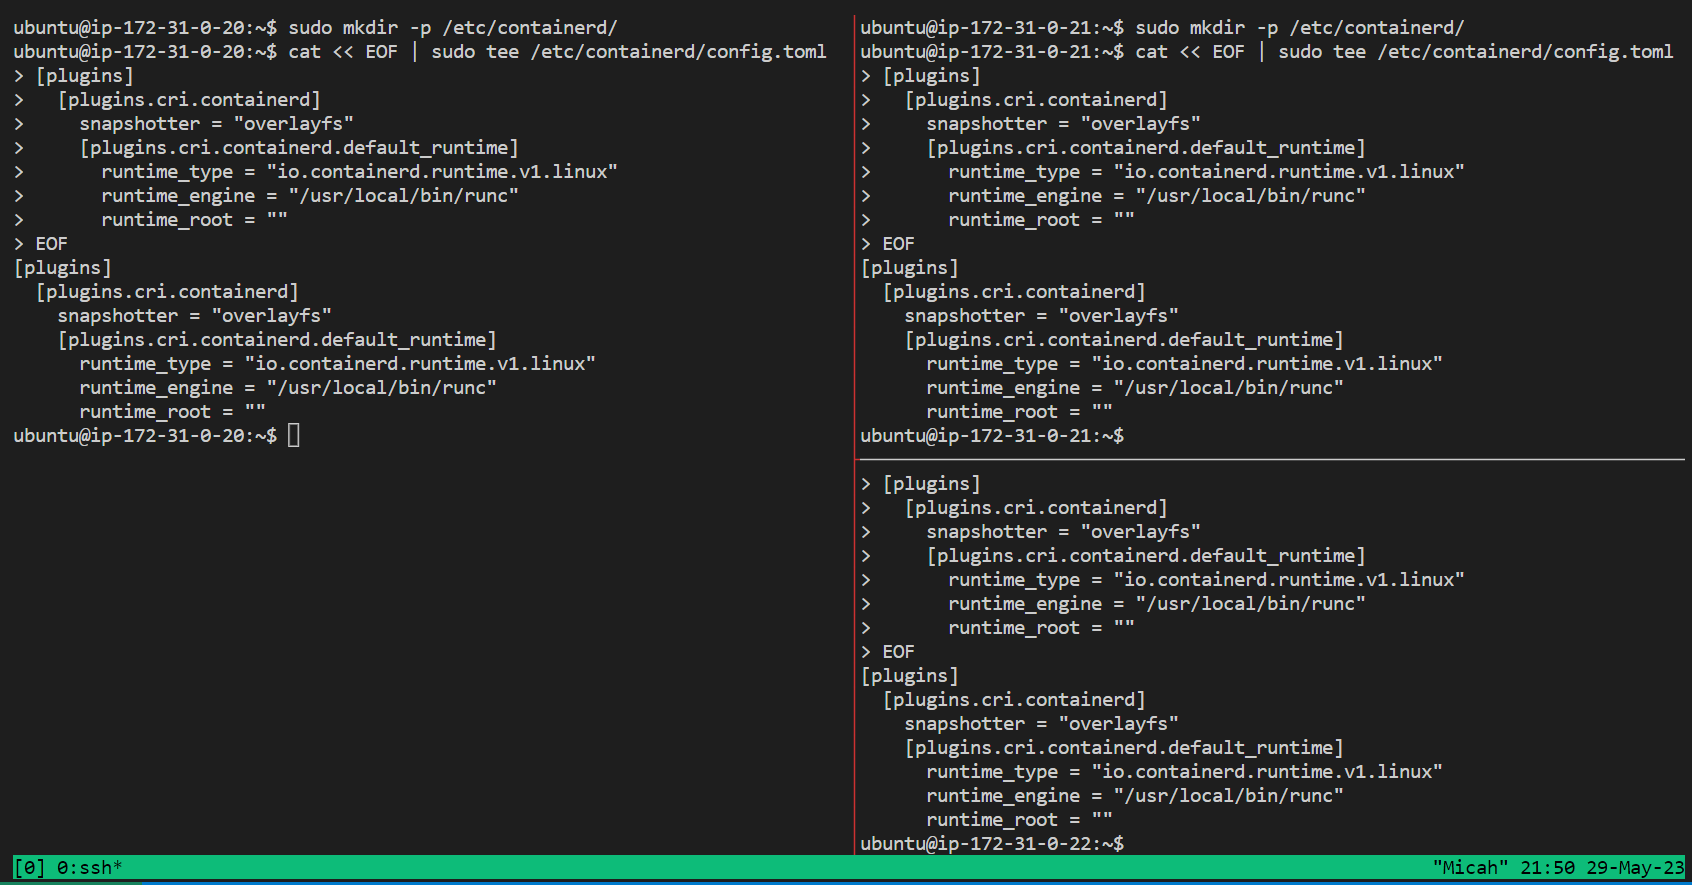 ubuntu@ip-172-31-0-20:~$ sudo mkdir -p /etc/containerd/
ubuntu@ip-172-31-0-20:~$ cat << EOF | sudo tee /etc/containerd/config.toml
> [plugins]
>   [plugins.cri.containerd]
>     snapshotter = "overlayfs"
>     [plugins.cri.containerd.default_runtime]
>       runtime_type = "io.containerd.runtime.v1.linux"
>       runtime_engine = "/usr/local/bin/runc"
>       runtime_root = ""
> EOF
[plugins]
  [plugins.cri.containerd]
    snapshotter = "overlayfs"
    [plugins.cri.containerd.default_runtime]
      runtime_type = "io.containerd.runtime.v1.linux"
      runtime_engine = "/usr/local/bin/runc"
      runtime_root = ""
ubuntu@ip-172-31-0-20:~$
ubuntu@ip-172-31-0-21:~$ sudo mkdir -p /etc/containerd/
ubuntu@ip-172-31-0-21:~$ cat << EOF | sudo tee /etc/containerd/config.toml
> [plugins]
>   [plugins.cri.containerd]
>     snapshotter = "overlayfs"
>     [plugins.cri.containerd.default_runtime]
>       runtime_type = "io.containerd.runtime.v1.linux"
>       runtime_engine = "/usr/local/bin/runc"
>       runtime_root = ""
> EOF
[plugins]
  [plugins.cri.containerd]
    snapshotter = "overlayfs"
    [plugins.cri.containerd.default_runtime]
      runtime_type = "io.containerd.runtime.v1.linux"
      runtime_engine = "/usr/local/bin/runc"
      runtime_root = ""
ubuntu@ip-172-31-0-21:~$
> [plugins]
>   [plugins.cri.containerd]
>     snapshotter = "overlayfs"
>     [plugins.cri.containerd.default_runtime]
>       runtime_type = "io.containerd.runtime.v1.linux"
>       runtime_engine = "/usr/local/bin/runc"
>       runtime_root = ""
> EOF
[plugins]
  [plugins.cri.containerd]
    snapshotter = "overlayfs"
    [plugins.cri.containerd.default_runtime]
      runtime_type = "io.containerd.runtime.v1.linux"
      runtime_engine = "/usr/local/bin/runc"
      runtime_root = ""
ubuntu@ip-172-31-0-22:~$
[0] 0:ssh* "Micah" 21:50 29-May-23